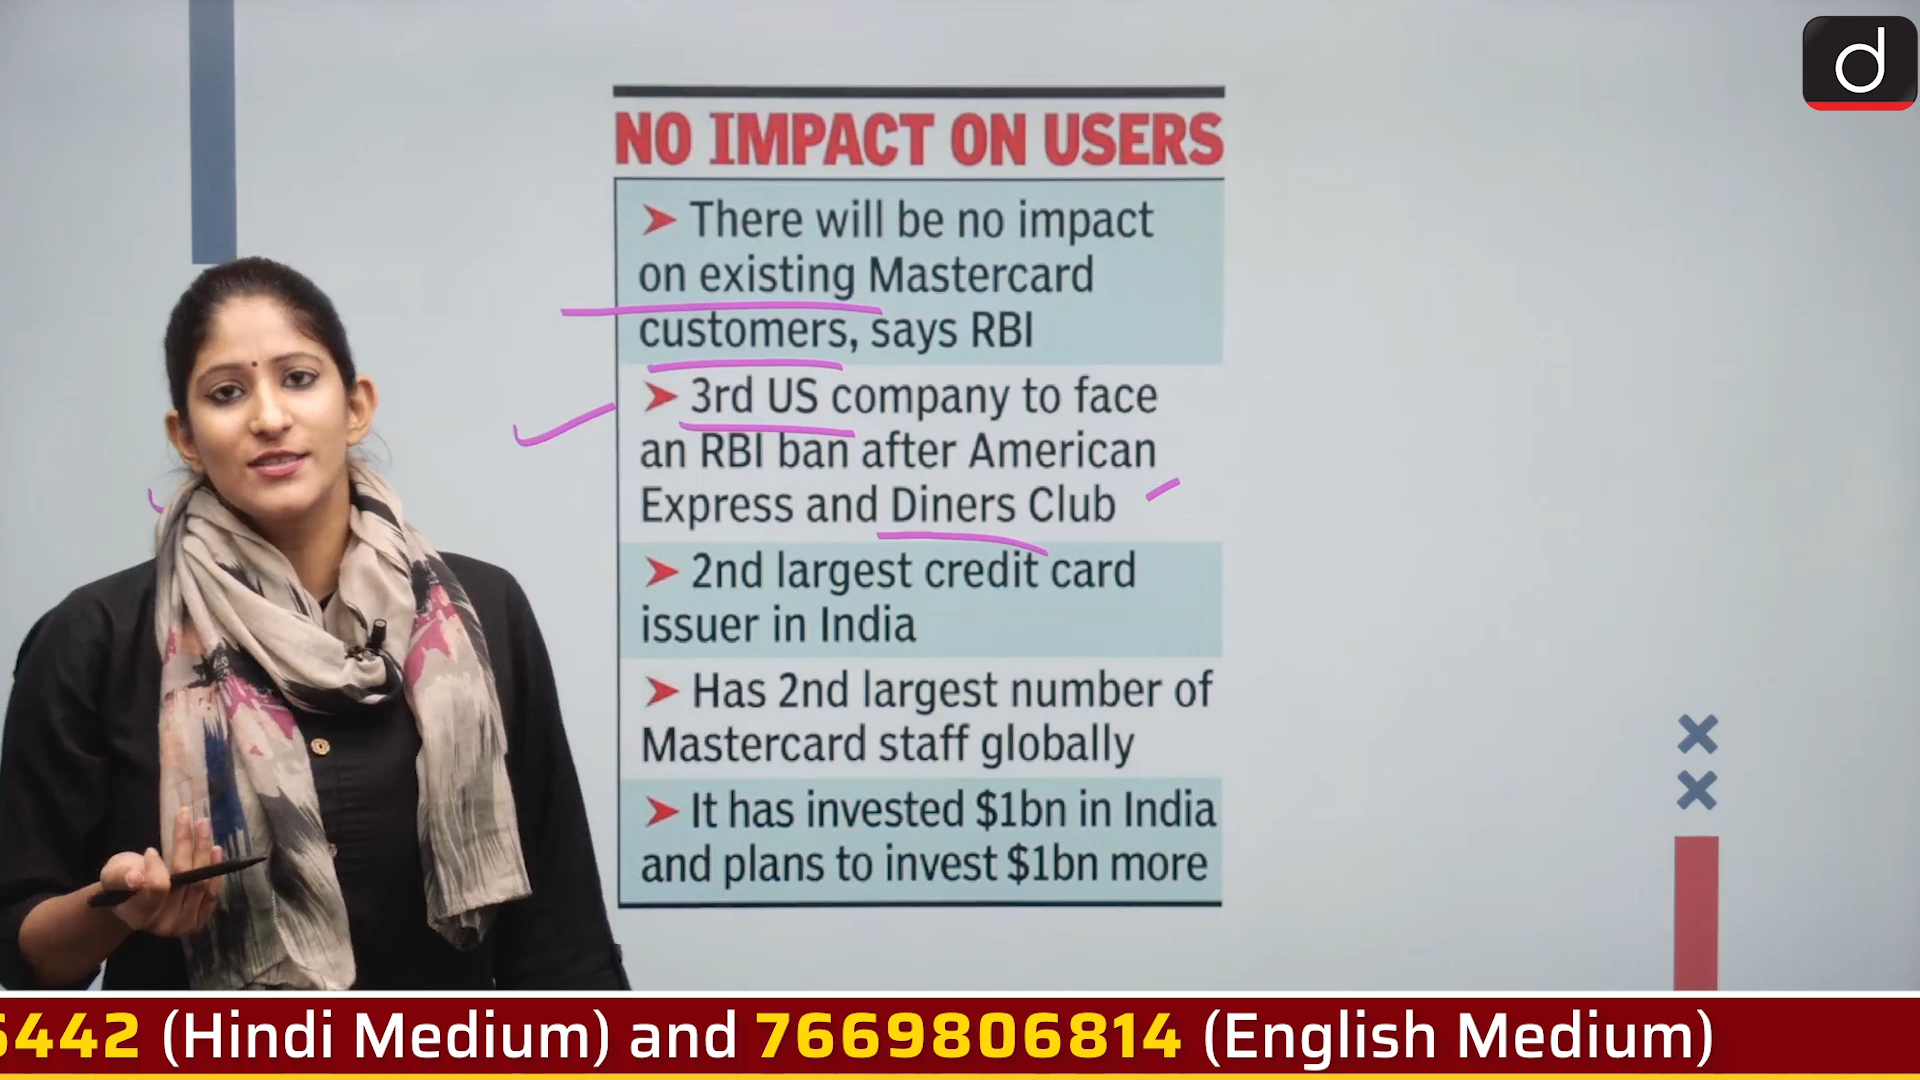 d
NO IMPACT ON USERS
➤ There will be no impact
on existing Mastercard
customers, says RBI
➤ 3rd US company to face
an RBI ban after American
Express and Diners Club
➤ 2nd largest credit card
issuer in India
➤ Has 2nd largest number of
Mastercard staff globally
➤ It has invested $1bn in India
and plans to invest $1bn more
442 (Hindi Medium) and 7669806814 (English Medium)